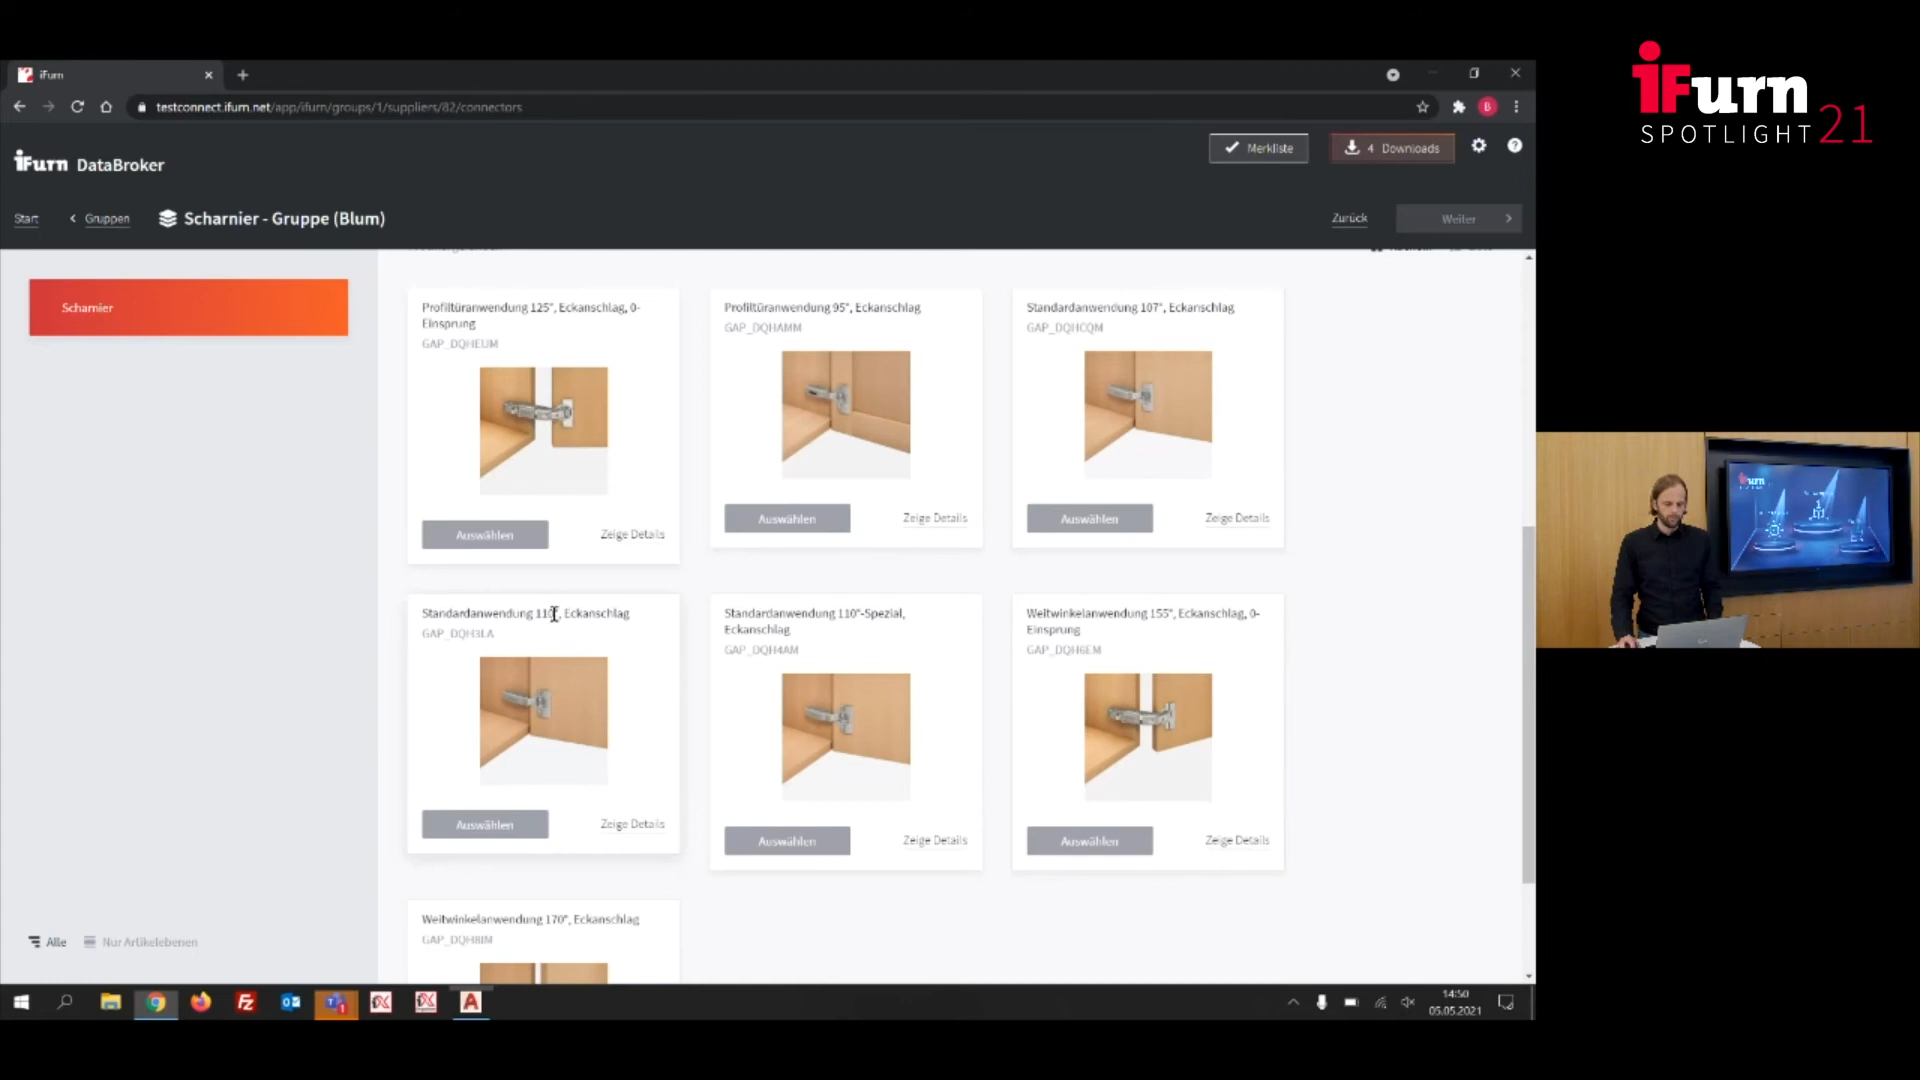 iFurn
SPOTLIGHT 21
iFurn
testconnect.ifurn.net/app/ifurn/groups/1/suppliers/82/connectors
B
iFurn DataBroker
Merkliste
4 Downloads
Start
Gruppen
Scharnier - Gruppe (Blum)
Zurück
Weiter
Scharnier
Profiltüranwendung 125°, Eckanschlag, 0-
Einsprung
GAP_DQHEUM
Auswählen
Zeige Details
Profiltüranwendung 95°, Eckanschlag
GAP_DQHAMM
Auswählen
Zeige Details
Standardanwendung 107°, Eckanschlag
GAP_DQHCQM
Auswählen
Zeige Details
Standardanwendung 110°, Eckanschlag
GAP_DQH3LA
Auswählen
Zeige Details
Standardanwendung 110°-Spezial,
Eckanschlag
GAP_DQH4AM
Auswählen
Zeige Details
Weitwinkelanwendung 155°, Eckanschlag, 0-
Einsprung
GAP_DQH6EM
Auswählen
Zeige Details
Weitwinkelanwendung 170°, Eckanschlag
GAP_DQH8IM
Alle
Nur Artikelebenen
14:50
05.05.2021
iFurn